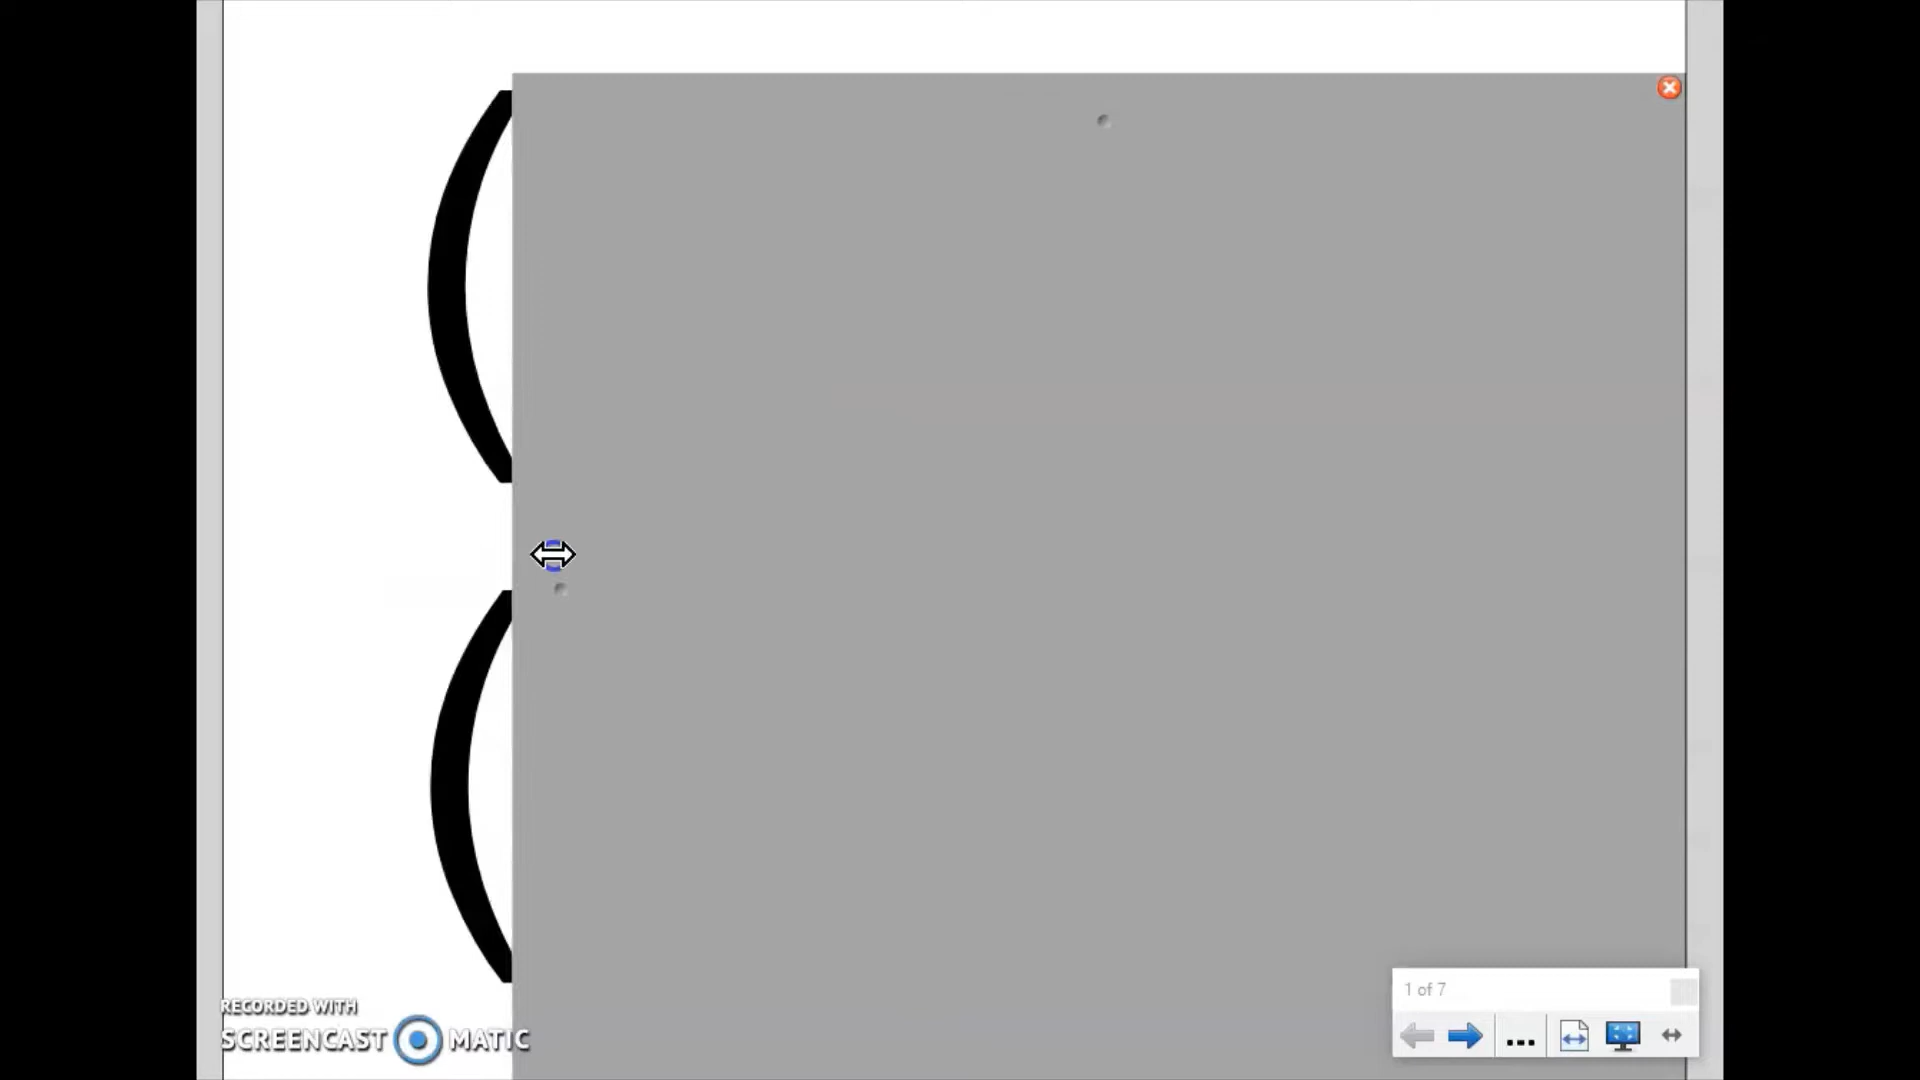 (
(
1 of 7
RECORDED WITH
SCREENCAST MATIC